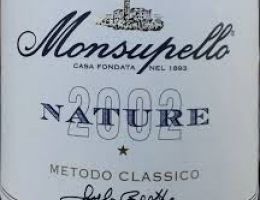 Monsupello
CASA FONDATA NEL 1893
2002
NATURE
METODO CLASSICO